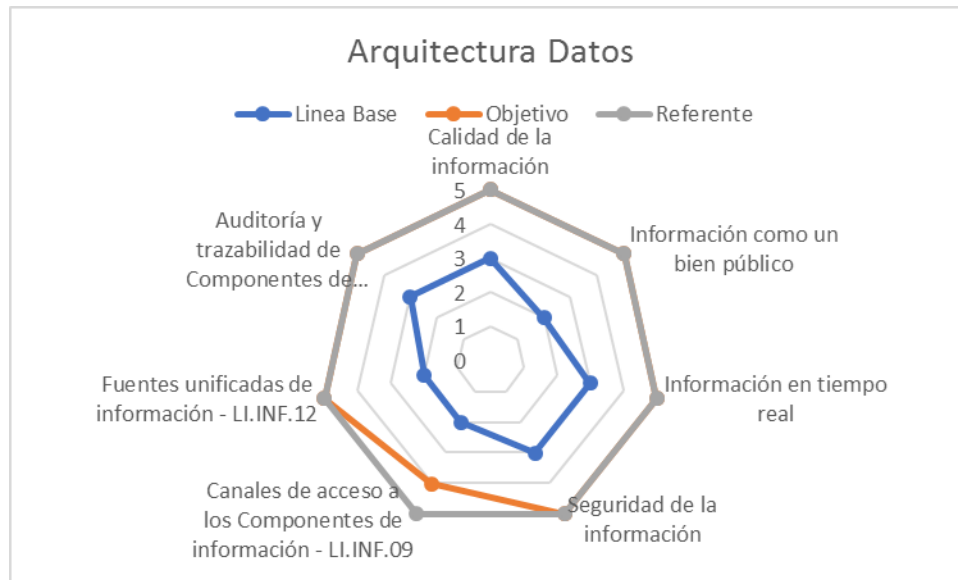 Arquitectura Datos
Linea Base
Objetivo
Referente
Calidad de la
información
Información como un
bien público
Información en tiempo
real
Seguridad de la
información
Canales de acceso a
los Componentes de
información - LI.INF.09
Fuentes unificadas de
información - LI.INF.12
Auditoría y
trazabilidad de
Componentes de...
5
4
3
2
1
0